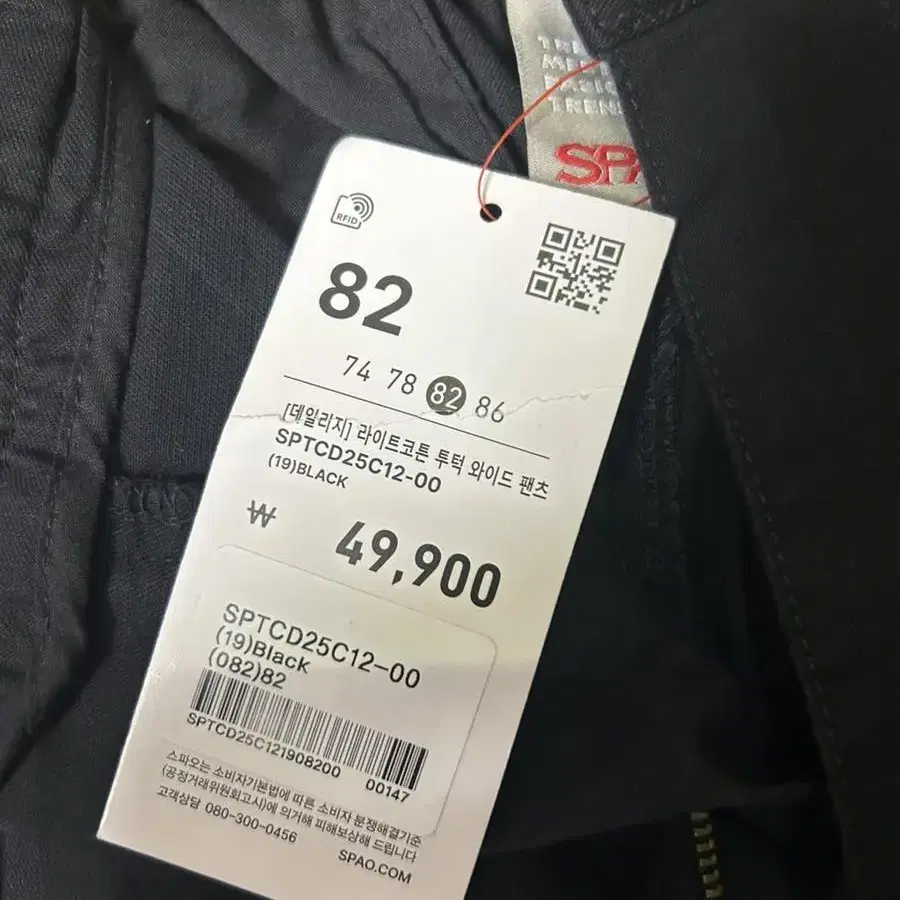 BASIC
TREN
SPA
RFID
82
74 78 82 86
[데일리지] 라이트코튼 투턱 와이드 팬츠
SPTCD25C12-00
(19)BLACK
₩ 49,900
SPTCD25C12-00
(19)Black
(082)82
SPTCD25C121908200 00147
스파오는 소비자기본법에 따른 소비자 분쟁해결기준
(공정거래위원회고시)에 의거해 피해보상해 드립니다
고객상담 080-300-0456
SPAO.COM